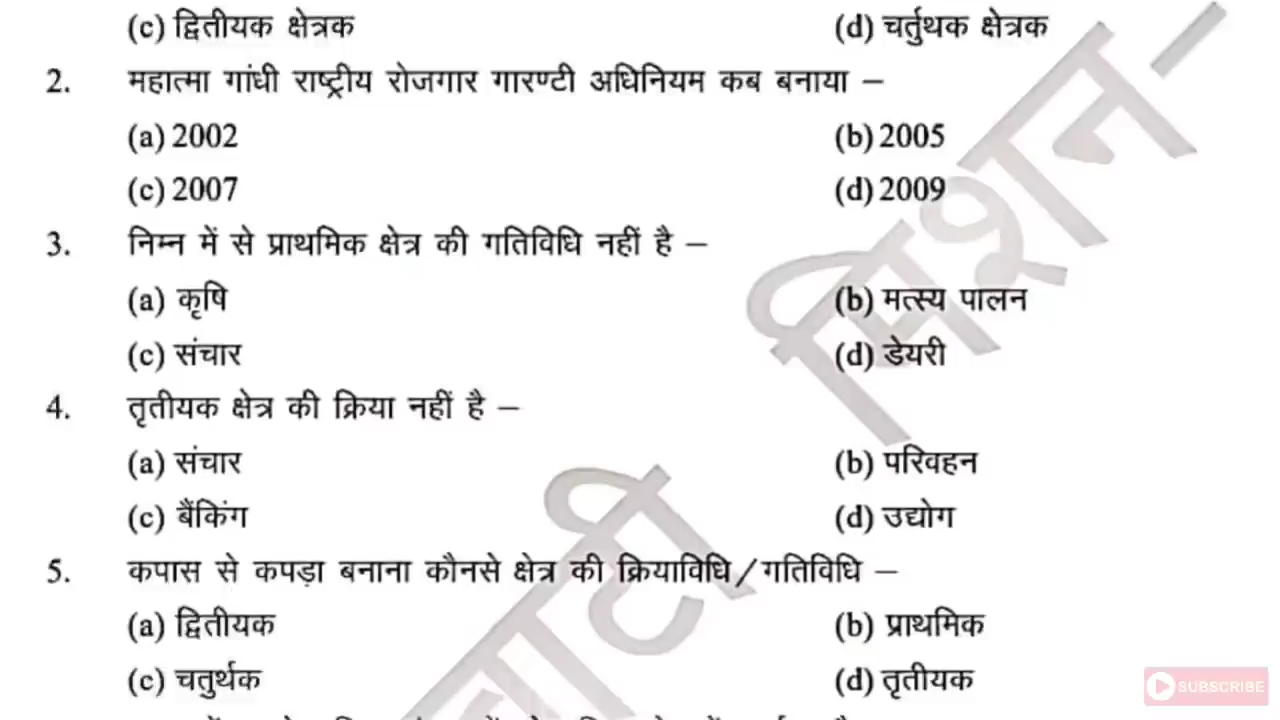 (c) द्वितीयक क्षेत्रक (d) चर्तुथक क्षेत्रक
2. महात्मा गांधी राष्ट्रीय रोजगार गारण्टी अधिनियम कब बनाया –
(a) 2002 (b) 2005
(c) 2007 (d) 2009
3. निम्न में से प्राथमिक क्षेत्र की गतिविधि नहीं है –
(a) कृषि (b) मत्स्य पालन
(c) संचार (d) डेयरी
4. तृतीयक क्षेत्र की क्रिया नहीं है –
(a) संचार (b) परिवहन
(c) बैंकिंग (d) उद्योग
5. कपास से कपड़ा बनाना कौनसे क्षेत्र की क्रियाविधि/गतिविधि –
(a) द्वितीयक (b) प्राथमिक
(c) चतुर्थक (d) तृतीयक
मिशन–
SUBSCRIBE